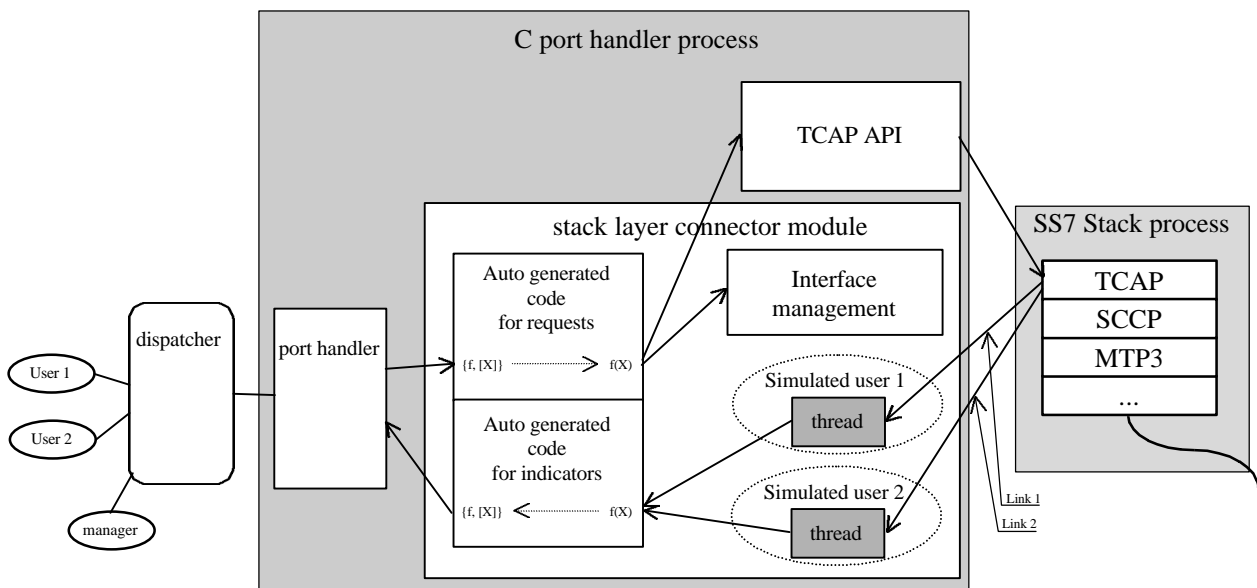 C port handler process
TCAP API
stack layer connector module
SS7 Stack process
Auto generated
code
for requests
{f, [X]}
f(X)
Interface
management
TCAP
SCCP
MTP3
...
dispatcher
port handler
User 1
User 2
manager
Simulated user 1
thread
Auto generated
code
for indicators
{f, [X]}
f(X)
Simulated user 2
thread
Link 1
Link 2